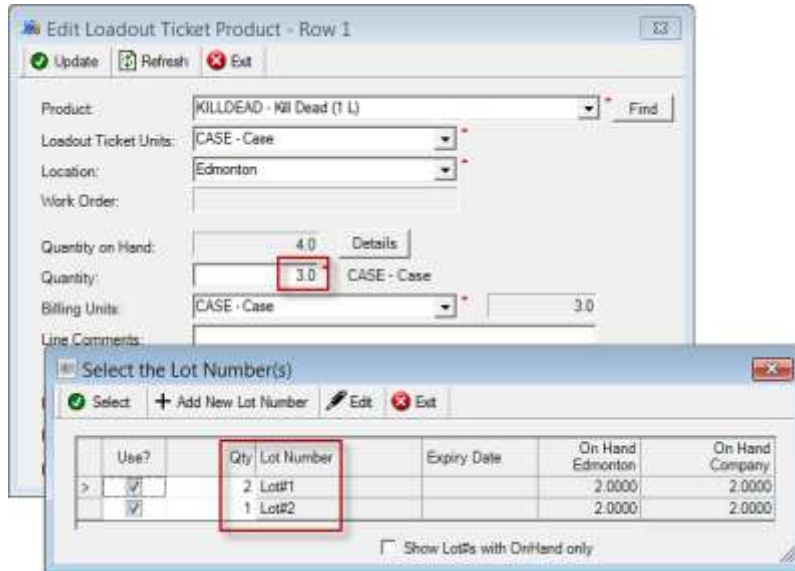 Edit Loadout Ticket Product - Row 1
Update Refresh Exit
Product: KILLDEAD - Kill Dead (1 L) * Find
Loadout Ticket Units: CASE - Case *
Location: Edmonton *
Work Order:
Quantity on Hand: 4.0 Details
Quantity: 3.0 * CASE - Case
Billing Units: CASE - Case * 3.0
Line Comments:
Select the Lot Number(s)
Select + Add New Lot Number Edit Exit
Use? Qty Lot Number Expiry Date On Hand Edmonton On Hand Company
> 2 Lot#1 2.0000 2.0000
1 Lot#2 2.0000 2.0000
Show Lot#s with OnHand only